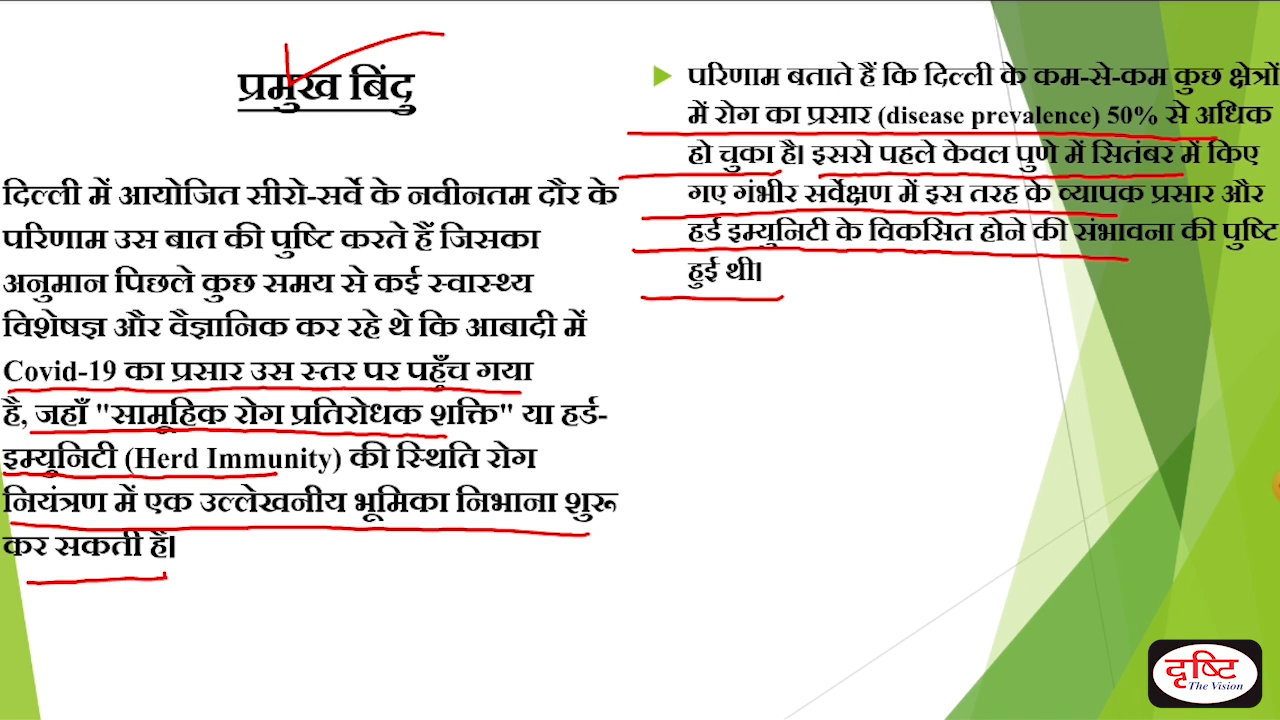 प्रमुख बिंदु
दिल्ली में आयोजित सीरो-सर्वे के नवीनतम दौर के
परिणाम उस बात की पुष्टि करते हैं जिसका
अनुमान पिछले कुछ समय से कई स्वास्थ्य
विशेषज्ञ और वैज्ञानिक कर रहे थे कि आबादी में
Covid-19 का प्रसार उस स्तर पर पहुँच गया
है, जहाँ "सामूहिक रोग प्रतिरोधक शक्ति" या हर्ड-
इम्युनिटी (Herd Immunity) की स्थिति रोग
नियंत्रण में एक उल्लेखनीय भूमिका निभाना शुरू
कर सकती है।
परिणाम बताते हैं कि दिल्ली के कम-से-कम कुछ क्षेत्रों
में रोग का प्रसार (disease prevalence) 50% से अधिक
हो चुका है। इससे पहले केवल पुणे में सितंबर में किए
गए गंभीर सर्वेक्षण में इस तरह के व्यापक प्रसार और
हर्ड इम्युनिटी के विकसित होने की संभावना की पुष्टि
हुई थी।
दृष्टि
The Vision